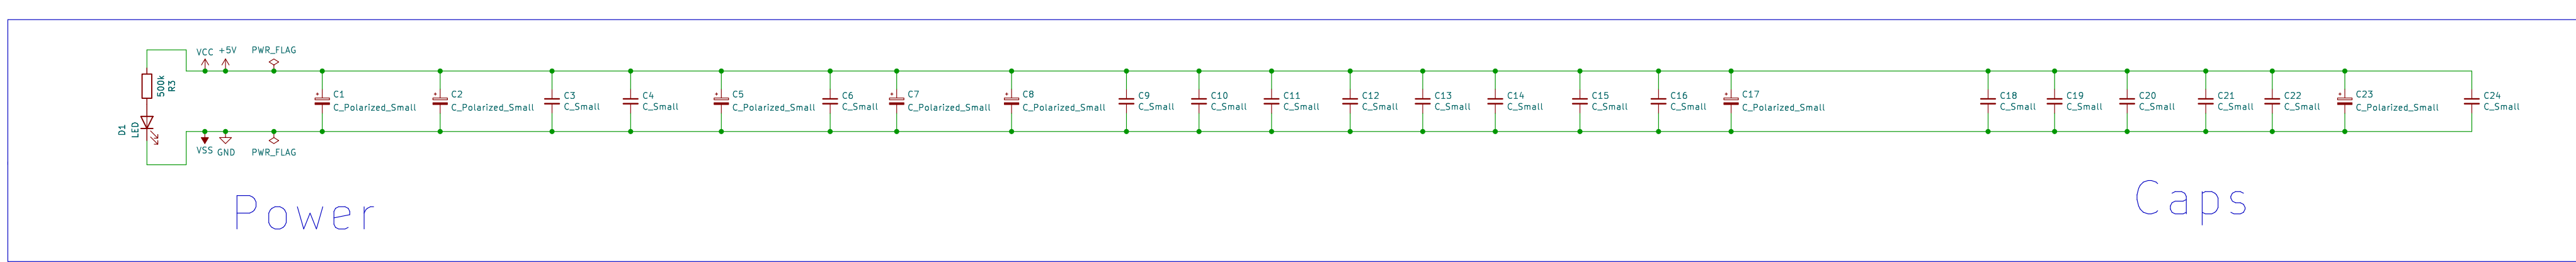 VCC +5V PWR_FLAG
500k
R3
D1
LED
VSS GND PWR_FLAG
C1
C_Polarized_Small
C2
C_Polarized_Small
C3
C_Small
C4
C_Small
C5
C_Polarized_Small
C6
C_Small
C7
C_Polarized_Small
C8
C_Polarized_Small
C9
C_Small
C10
C_Small
C11
C_Small
C12
C_Small
C13
C_Small
C14
C_Small
C15
C_Small
C16
C_Small
C17
C_Polarized_Small
C18
C_Small
C19
C_Small
C20
C_Small
C21
C_Small
C22
C_Small
C23
C_Polarized_Small
C24
C_Small
Power
Caps